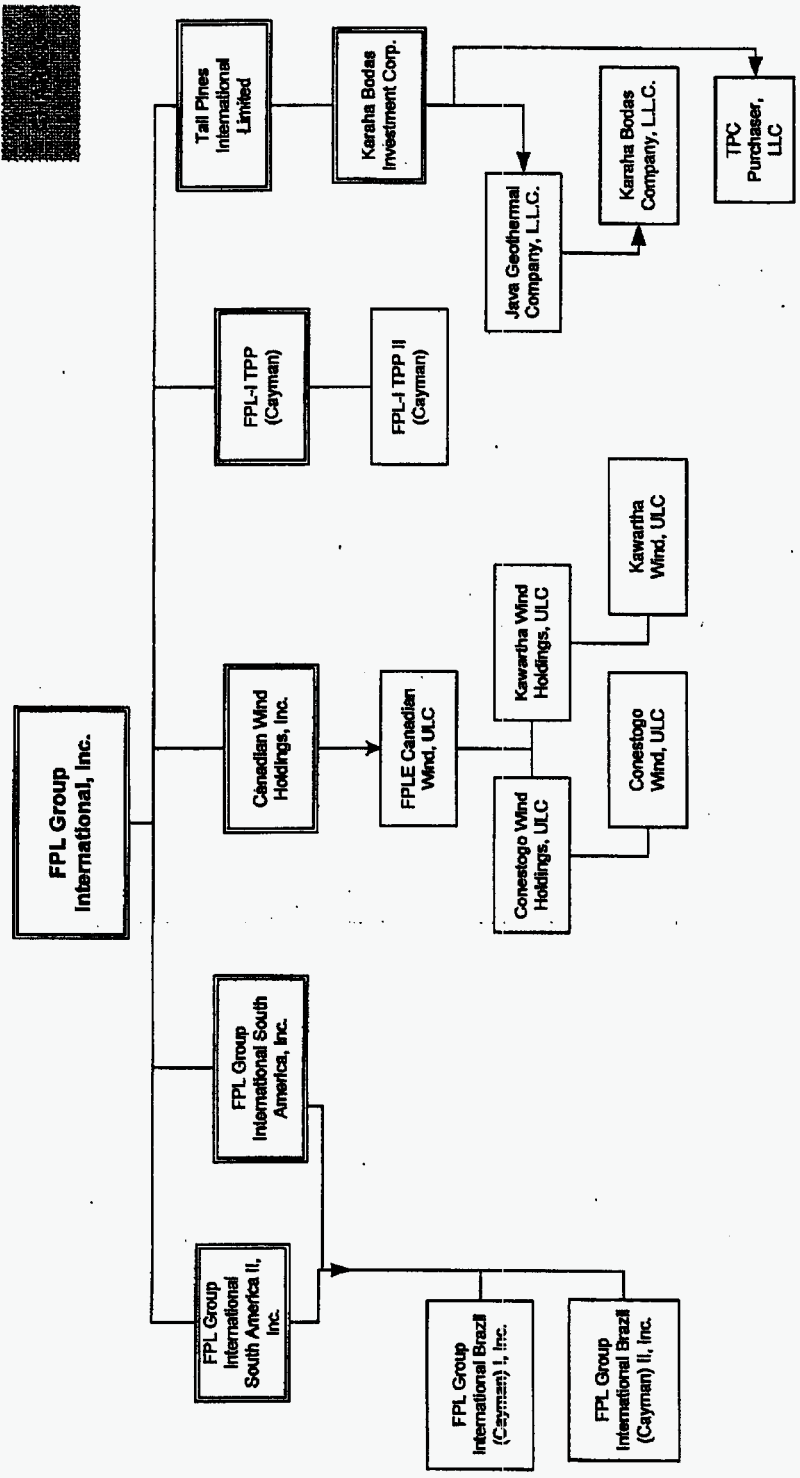 FPL Group
International, Inc.
FPL Group
International
South America II,
Inc.
FPL Group
International South
America, Inc.
Canadian Wind
Holdings, Inc.
FPL-I TPP
(Cayman)
Tall Pines
International
Limited
FPL Group
International Brazil
(Cayman) I, Inc.
FPL Group
International Brazil
(Cayman) II, Inc.
FPLE Canadian
Wind, ULC
Conestogo Wind
Holdings, ULC
Kawartha Wind
Holdings, ULC
Conestogo
Wind, ULC
Kawartha
Wind, ULC
FPL-I TPP II
(Cayman)
Karaha Bodas
Investment Corp.
Java Geothermal
Company, L.L.C.
Karaha Bodas
Company, L.L.C.
TPC
Purchaser,
LLC